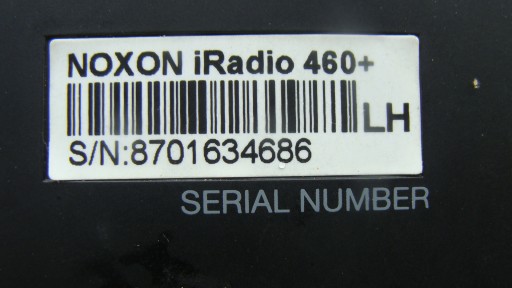 NOXON iRadio 460+
LH
S/N:8701634686
SERIAL NUMBER